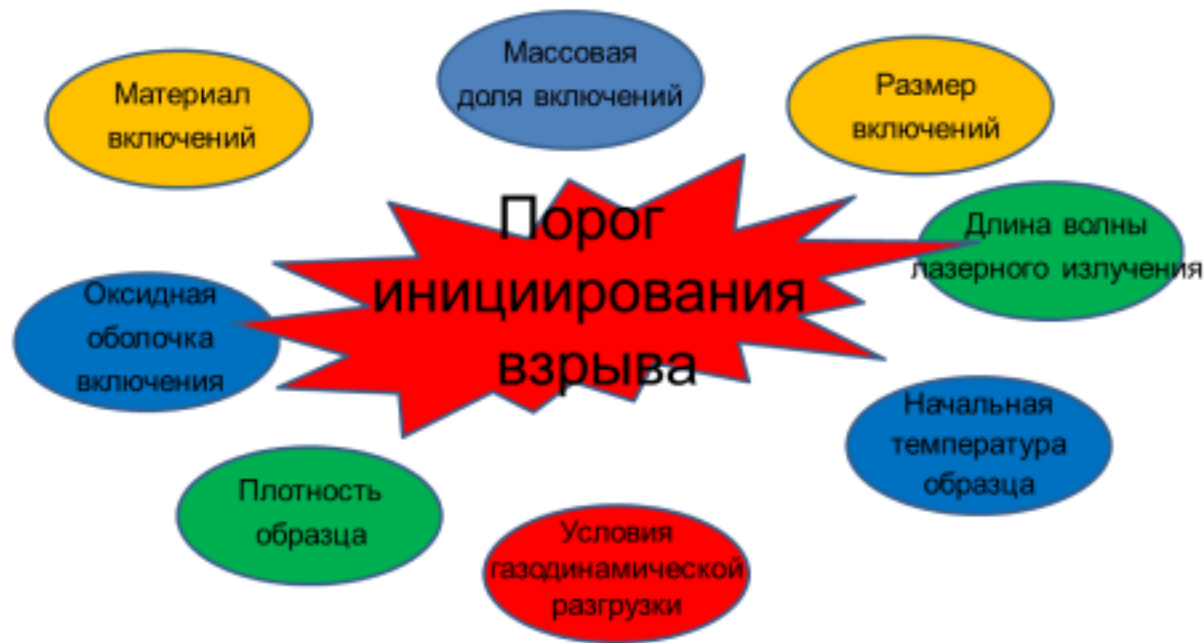 Материал
включений
Массовая
доля включений
Размер
включений
Порог
инициирования
взрыва
Длина волны
лазерного излучения
Оксидная
оболочка
включения
Начальная
температура
образца
Плотность
образца
Условия
газодинамической
разгрузки